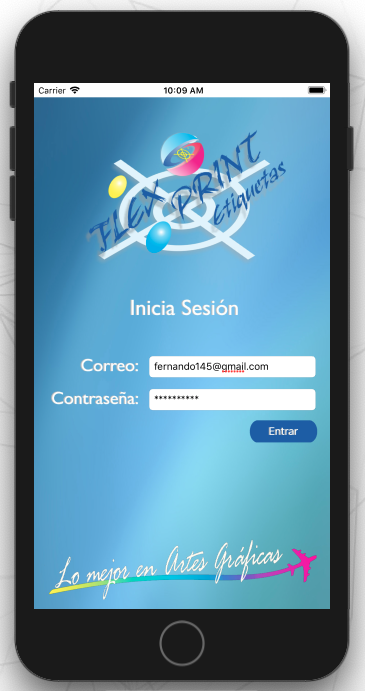 Carrier 10:09 AM
FLEX PRINT
Etiquetas
Inicia Sesión
Correo: fernando145@gmail.com
Contraseña: **********
Entrar
Lo mejor en Artes Gráficas